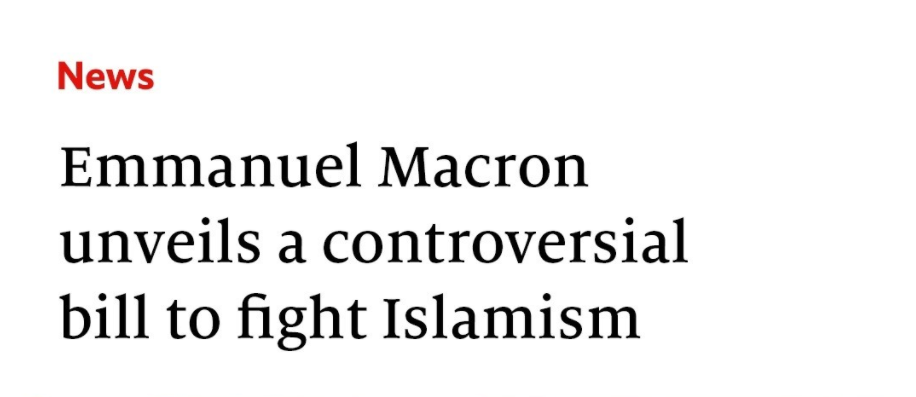 News
Emmanuel Macron
unveils a controversial
bill to fight Islamism